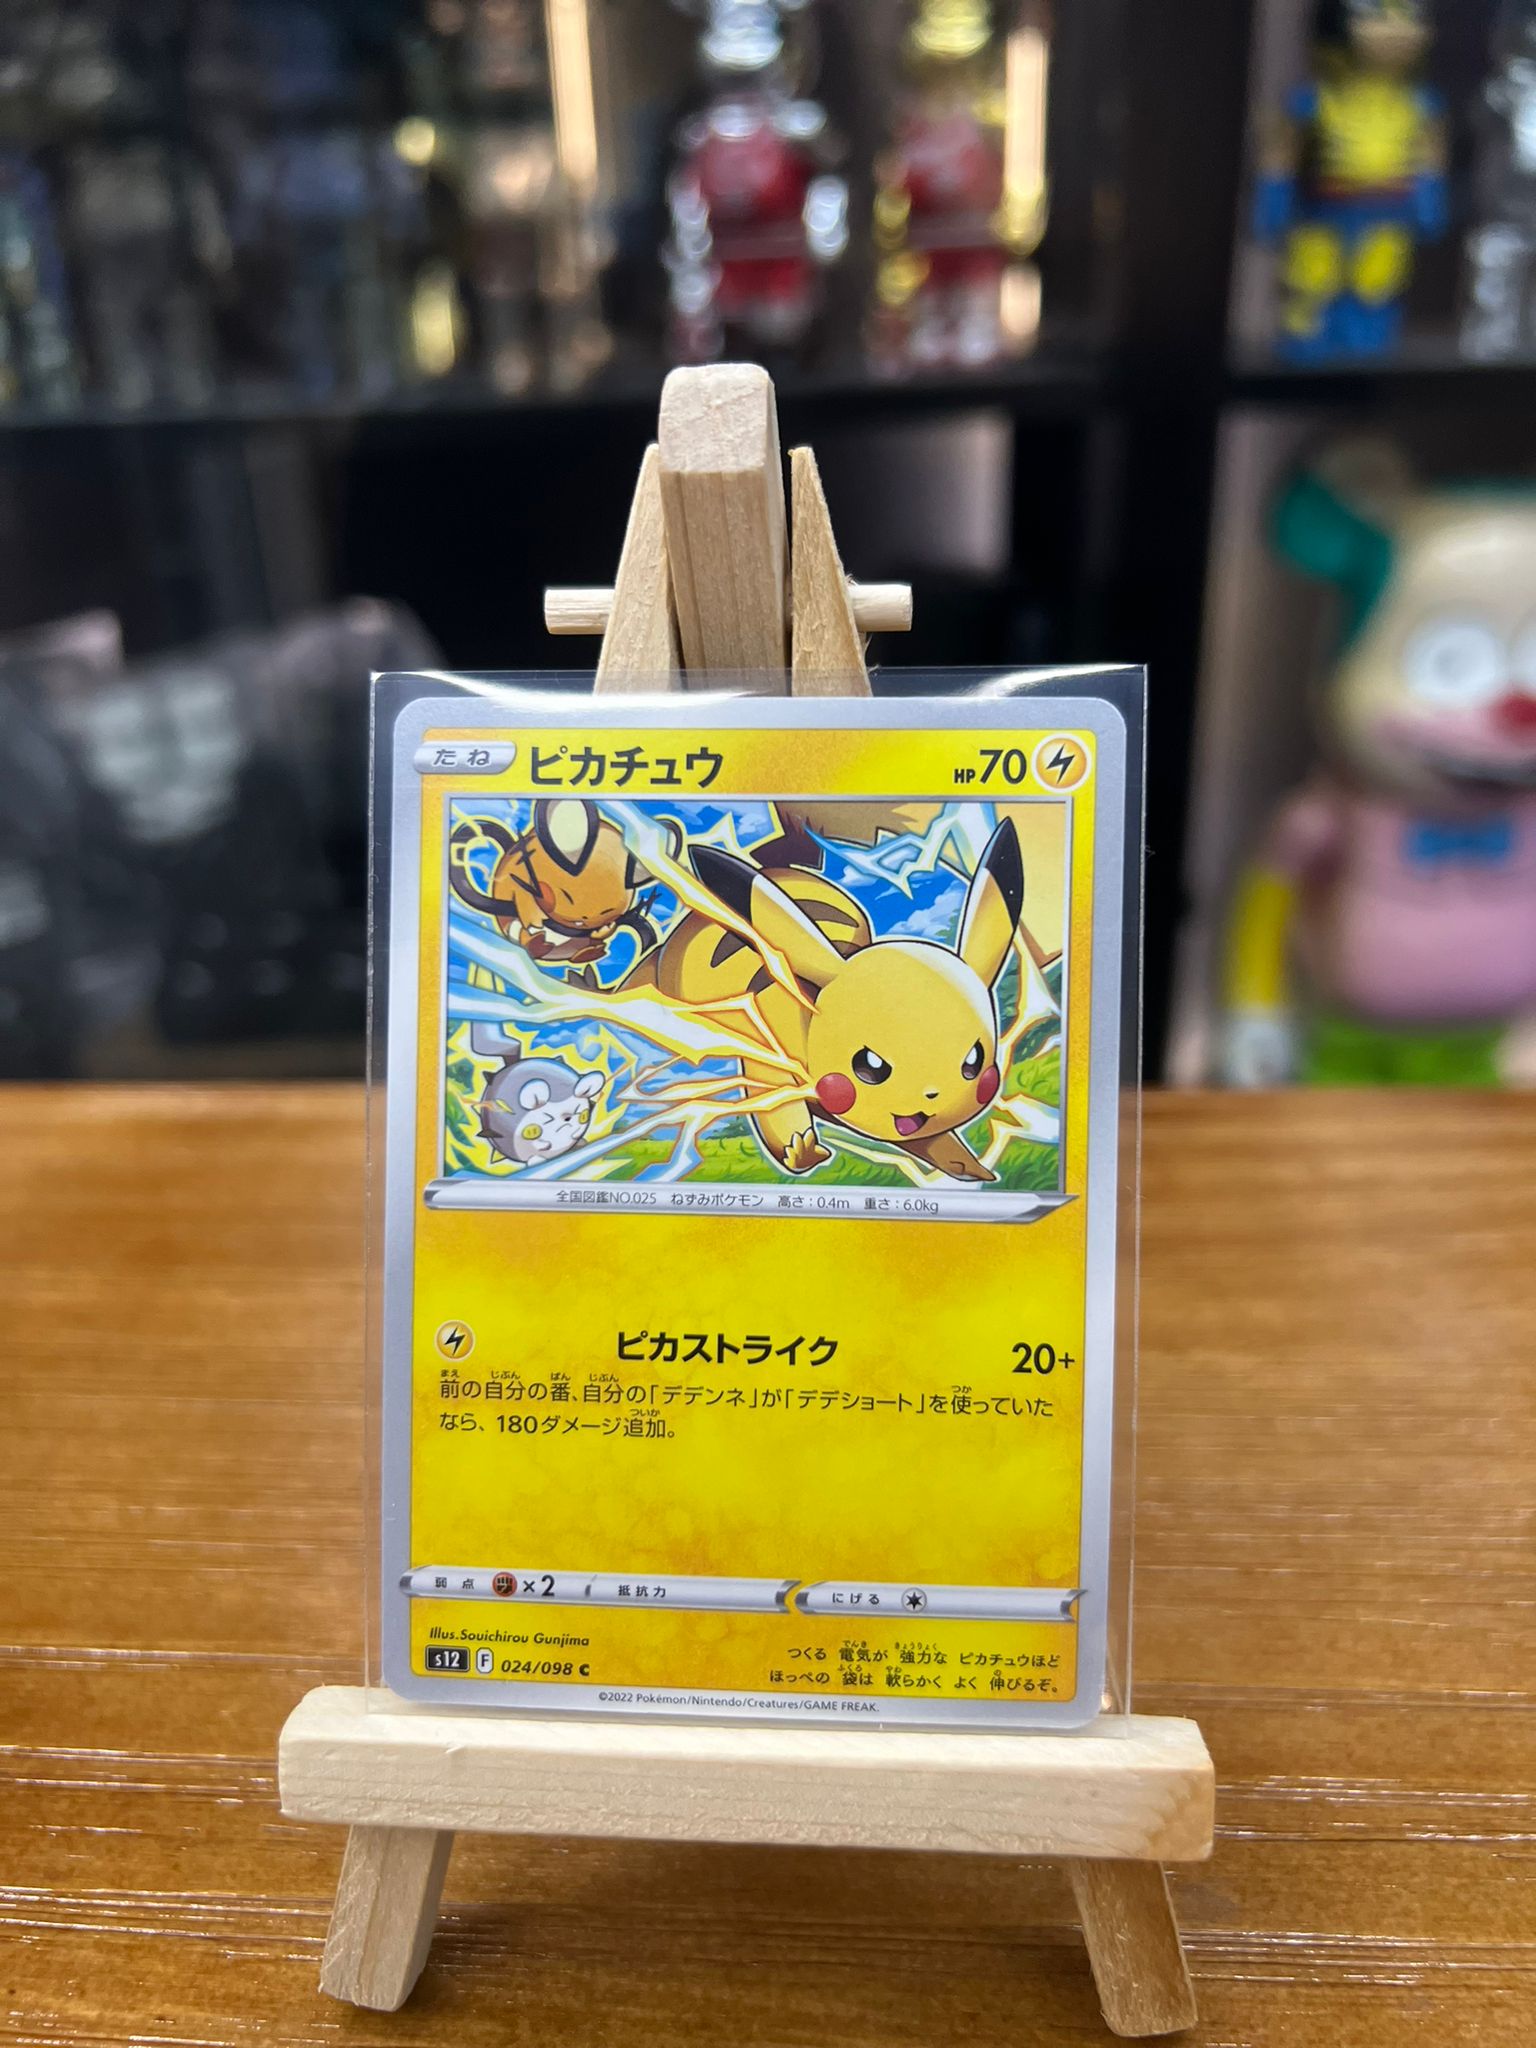 たね ピカチュウ HP70
全国図鑑NO.025 ねずみポケモン 高さ:0.4m 重さ:6.0kg
ピカストライク 20+
前の自分の番、自分の「デデンネ」が「デデショート」を使っていた
なら、180ダメージ追加。
弱点 ×2 抵抗力 にげる
Illus.Souichirou Gunjima
s12 F 024/098 C
つくる 電気が 強力な ピカチュウほど
ほっぺの 袋は 軟らかく よく 伸びるぞ。
©2022 Pokémon/Nintendo/Creatures/GAME FREAK.